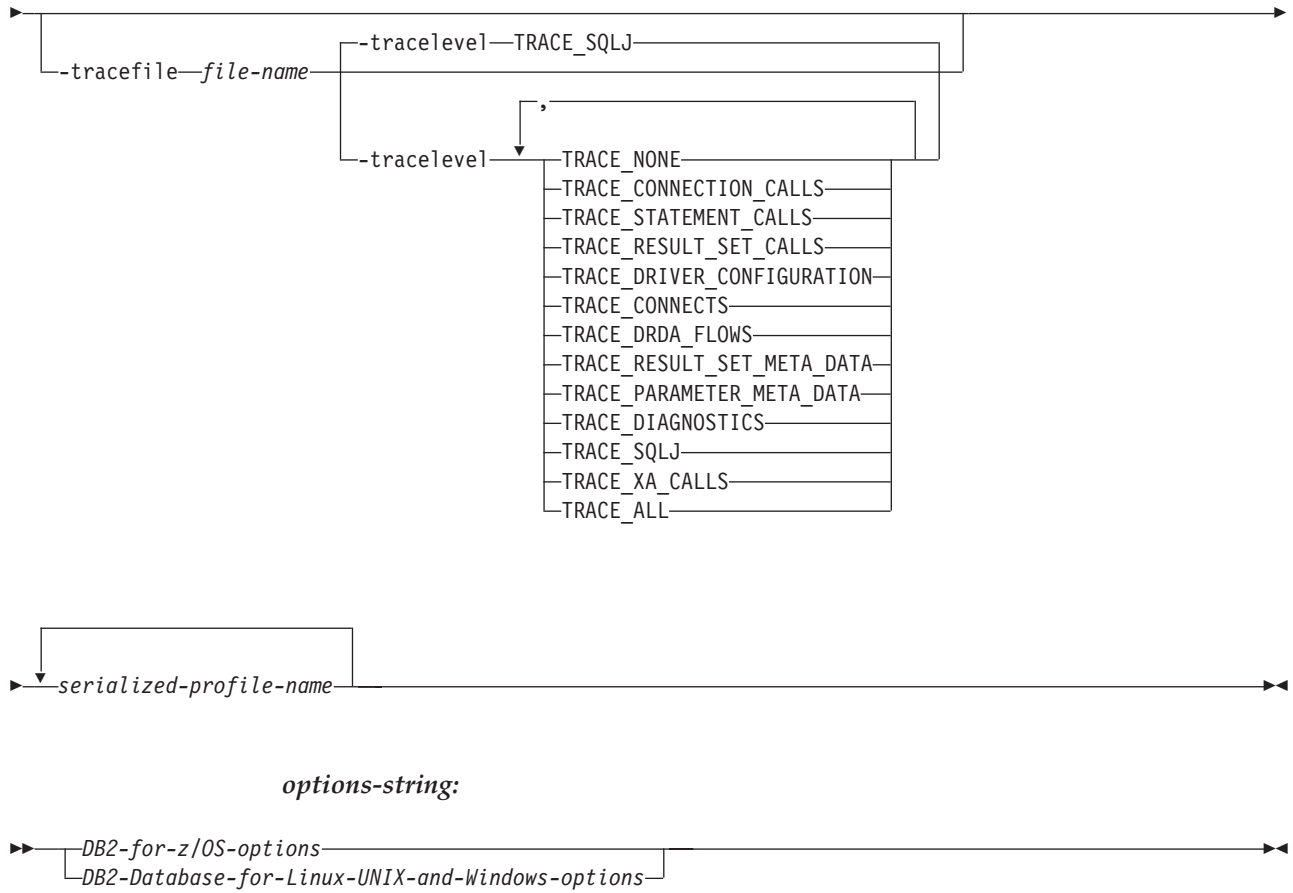 -tracelevel TRACE_SQLJ
-tracefile file-name
,
-tracelevel TRACE_NONE
TRACE_CONNECTION_CALLS
TRACE_STATEMENT_CALLS
TRACE_RESULT_SET_CALLS
TRACE_DRIVER_CONFIGURATION
TRACE_CONNECTS
TRACE_DRDA_FLOWS
TRACE_RESULT_SET_META_DATA
TRACE_PARAMETER_META_DATA
TRACE_DIAGNOSTICS
TRACE_SQLJ
TRACE_XA_CALLS
TRACE_ALL
serialized-profile-name
options-string:
DB2-for-z/OS-options
DB2-Database-for-Linux-UNIX-and-Windows-options